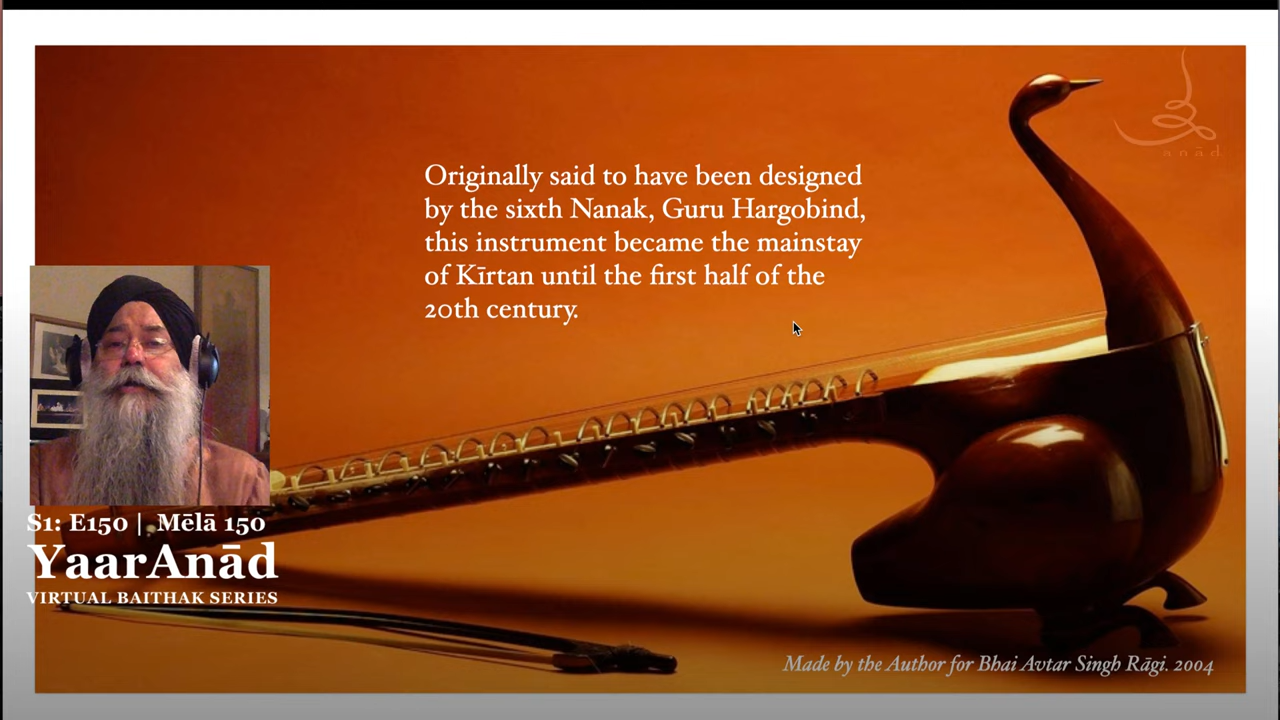 anād
Originally said to have been designed
by the sixth Nanak, Guru Hargobind,
this instrument became the mainstay
of Kīrtan until the first half of the
20th century.
S1: E150 | Mēlā 150
YaarAnād
VIRTUAL BAITHAK SERIES
Made by the Author for Bhai Avtar Singh Rāgi. 2004